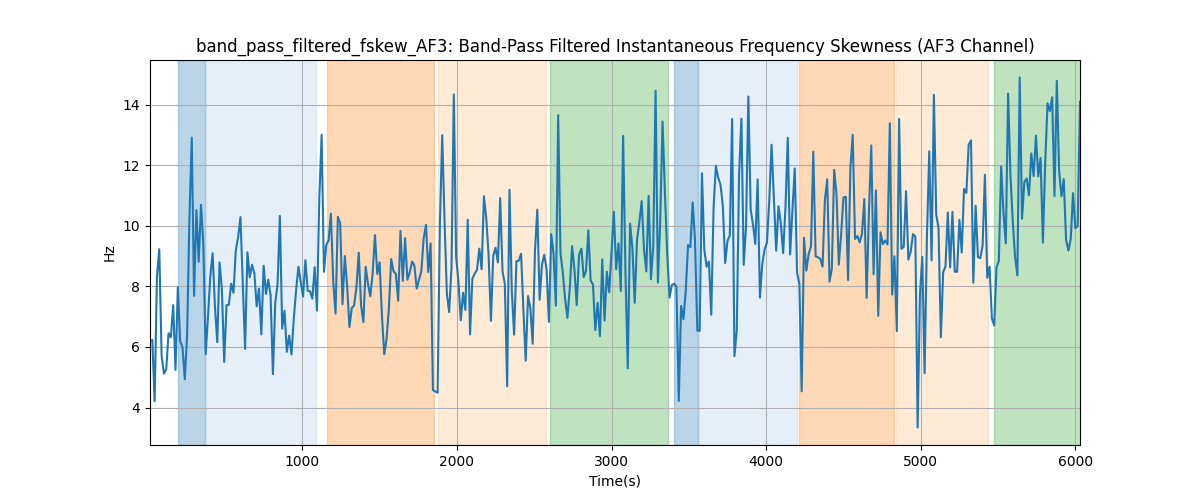 band_pass_filtered_fskew_AF3: Band-Pass Filtered Instantaneous Frequency Skewness (AF3 Channel)
Hz
14
12
10
8
6
4
1000 2000 3000 4000 5000 6000
Time(s)